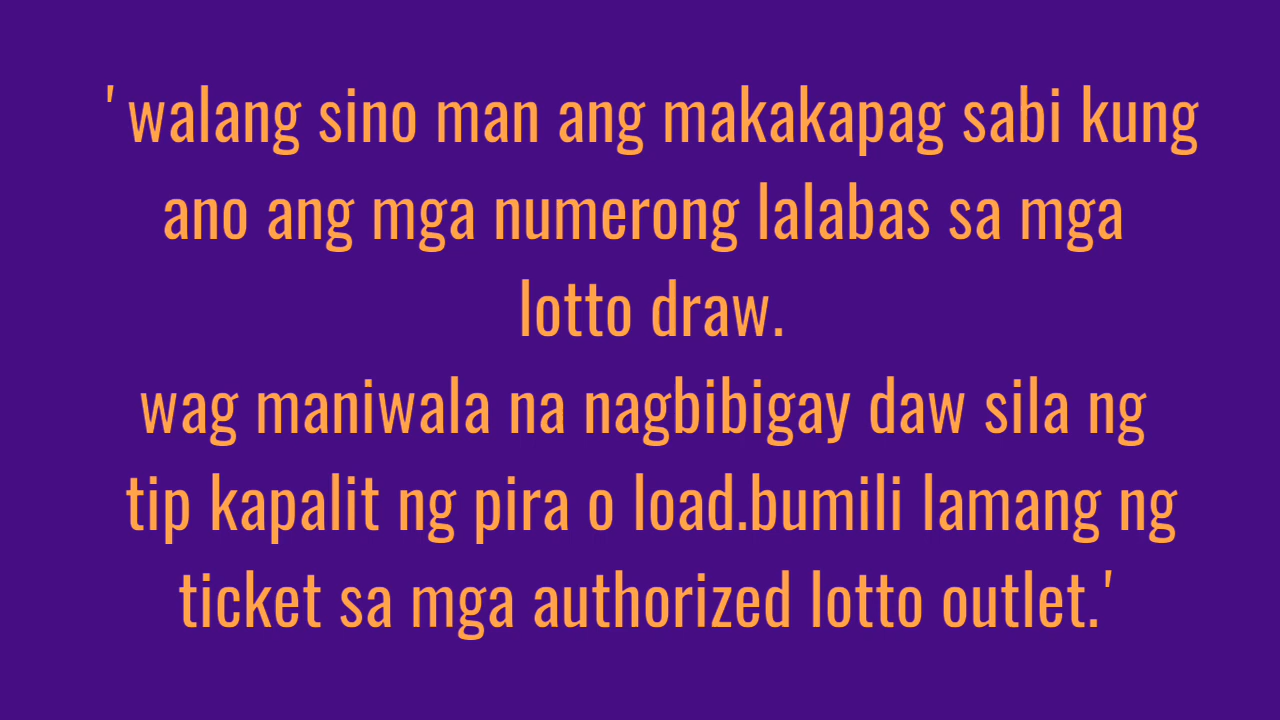 ' walang sino man ang makakapag sabi kung
ano ang mga numerong lalabas sa mga
lotto draw.
wag maniwala na nagbibigay daw sila ng
tip kapalit ng pira o load.bumili lamang ng
ticket sa mga authorized lotto outlet.'